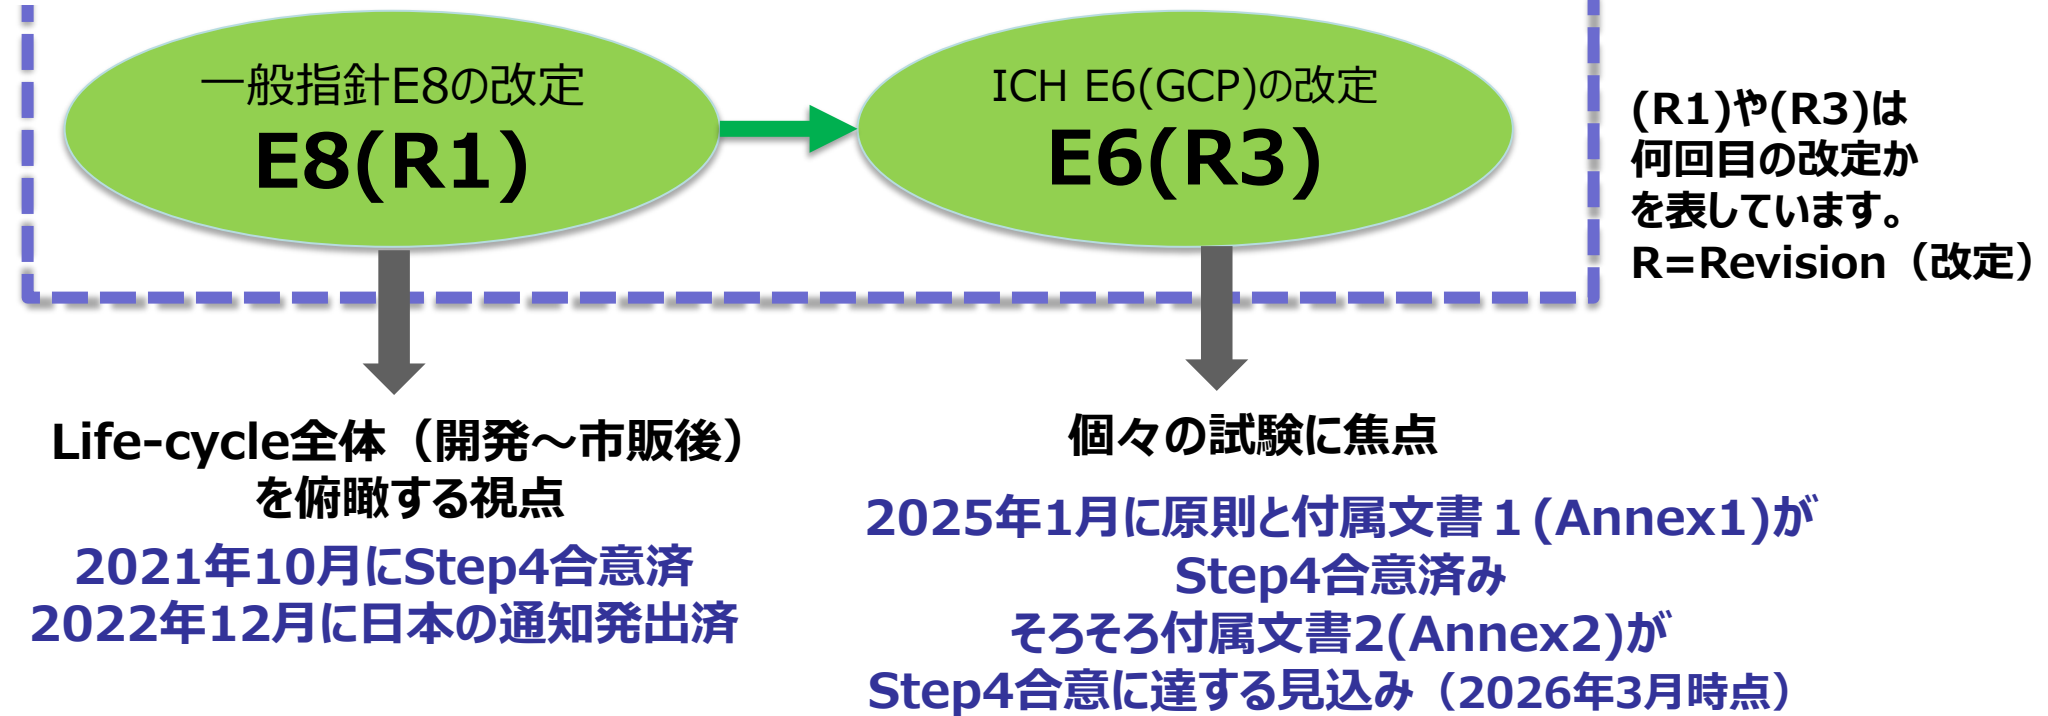 一般指針E8の改定
E8(R1)
ICH E6(GCP)の改定
E6(R3)
(R1)や(R3)は
何回目の改定か
を表しています。
R=Revision（改定）
Life-cycle全体（開発～市販後）
を俯瞰する視点
2021年10月にStep4合意済
2022年12月に日本の通知発出済
個々の試験に焦点
2025年1月に原則と付属文書１(Annex1)が
Step4合意済み
そろそろ付属文書2(Annex2)が
Step4合意に達する見込み（2026年3月時点）